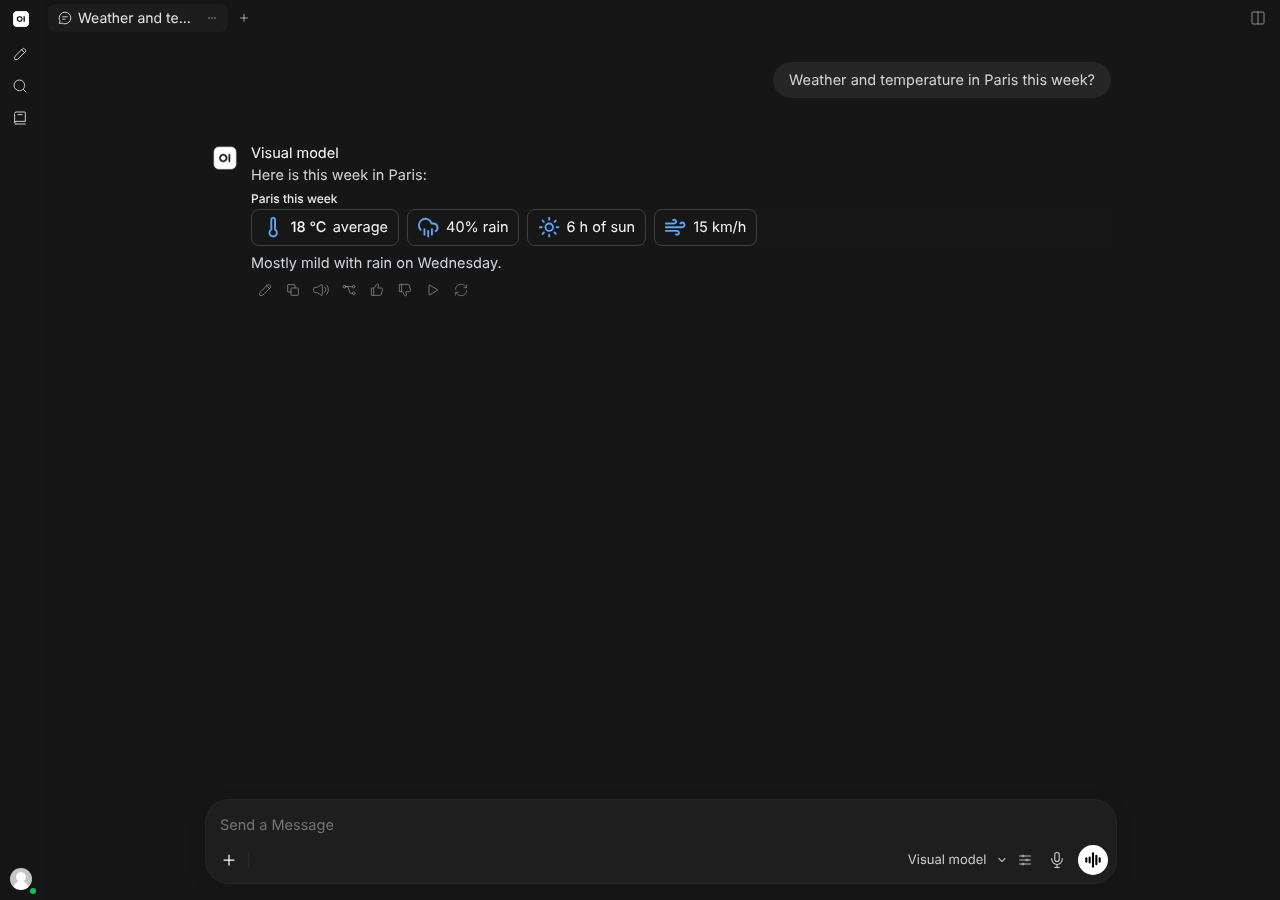 OI
Weather and te...
Weather and temperature in Paris this week?
OI
Visual model
Here is this week in Paris:
Paris this week
18 °C average
40% rain
6 h of sun
15 km/h
Mostly mild with rain on Wednesday.
Send a Message
Visual model